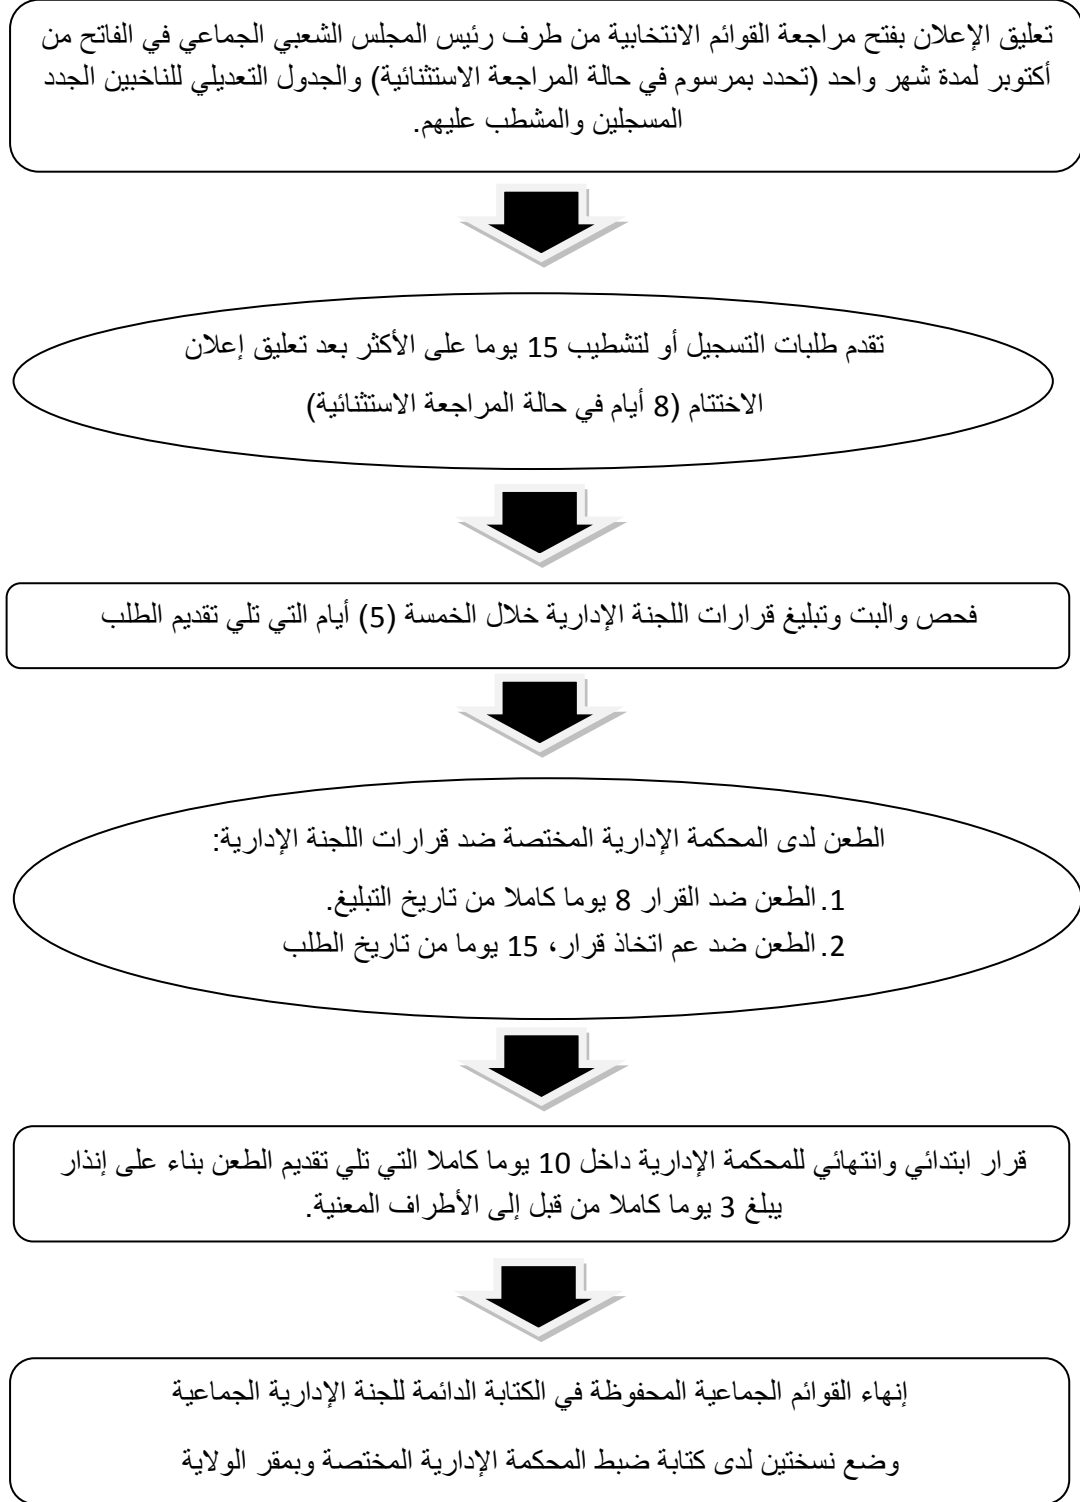 تعليق الإعلان بفتح مراجعة القوائم الانتخابية من طرف رئيس المجلس الشعبي الجماعي في الفاتح من
أكتوبر لمدة شهر واحد (تحدد بمرسوم في حالة المراجعة الاستثنائية) والجدول التعديلي للناخبين الجدد
المسجلين والمشطب عليهم.
تقدم طلبات التسجيل أو لتشطيب 15 يوما على الأكثر بعد تعليق إعلان
الاختتام (8 أيام في حالة المراجعة الاستثنائية)
فحص والبت وتبليغ قرارات اللجنة الإدارية خلال الخمسة (5) أيام التي تلي تقديم الطلب
الطعن لدى المحكمة الإدارية المختصة ضد قرارات اللجنة الإدارية:
1. الطعن ضد القرار 8 يوما كاملا من تاريخ التبليغ.
2. الطعن ضد عم اتخاذ قرار، 15 يوما من تاريخ الطلب
قرار ابتدائي وانتهائي للمحكمة الإدارية داخل 10 يوما كاملا التي تلي تقديم الطعن بناء على إنذار
يبلغ 3 يوما كاملا من قبل إلى الأطراف المعنية.
إنهاء القوائم الجماعية المحفوظة في الكتابة الدائمة للجنة الإدارية الجماعية
وضع نسختين لدى كتابة ضبط المحكمة الإدارية المختصة وبمقر الولاية